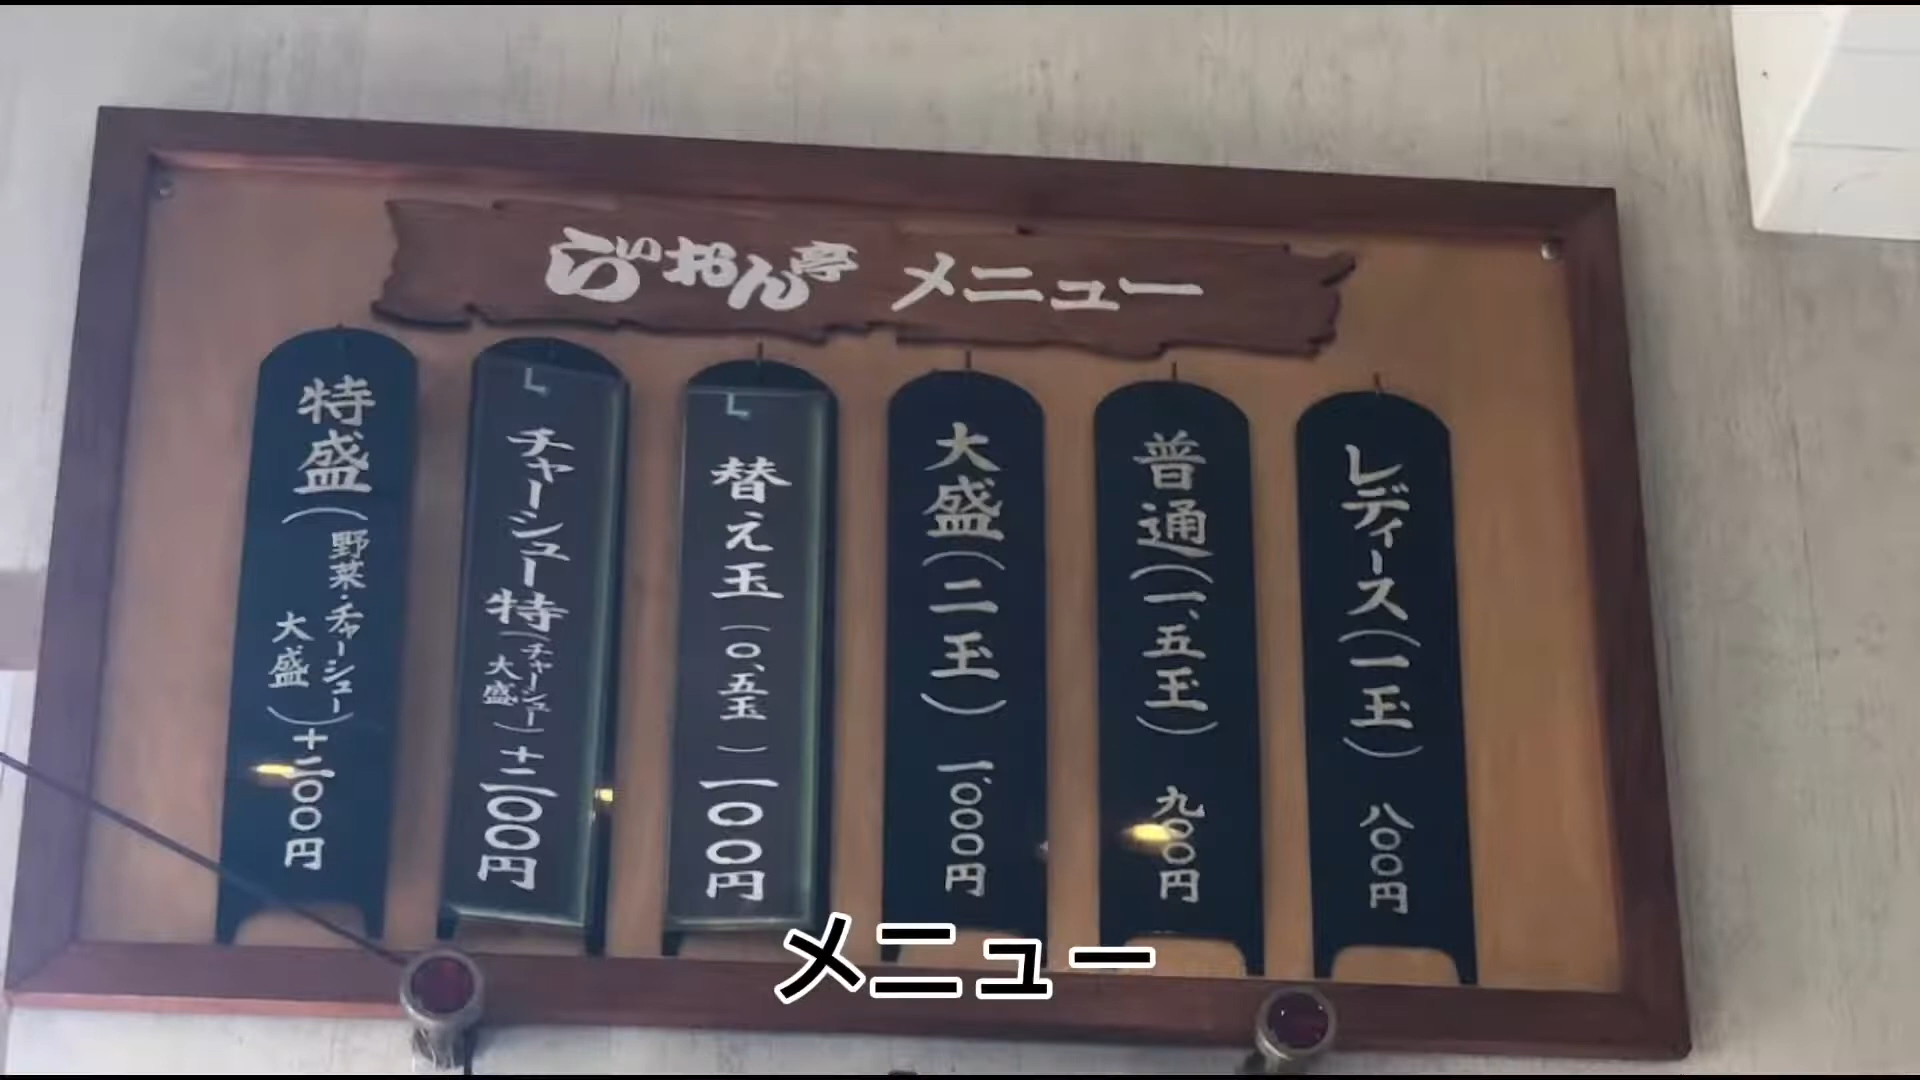 らいおん亭 メニュー
レディース(一玉) 八〇〇円
普通(一、五玉) 九〇〇円
大盛(二玉) 一、〇〇〇円
替え玉(〇、五玉) 一〇〇円
チャーシュー特(チャーシュー大盛)+二〇〇円
特盛(野菜・チャーシュー大盛)+二〇〇円
メニュー